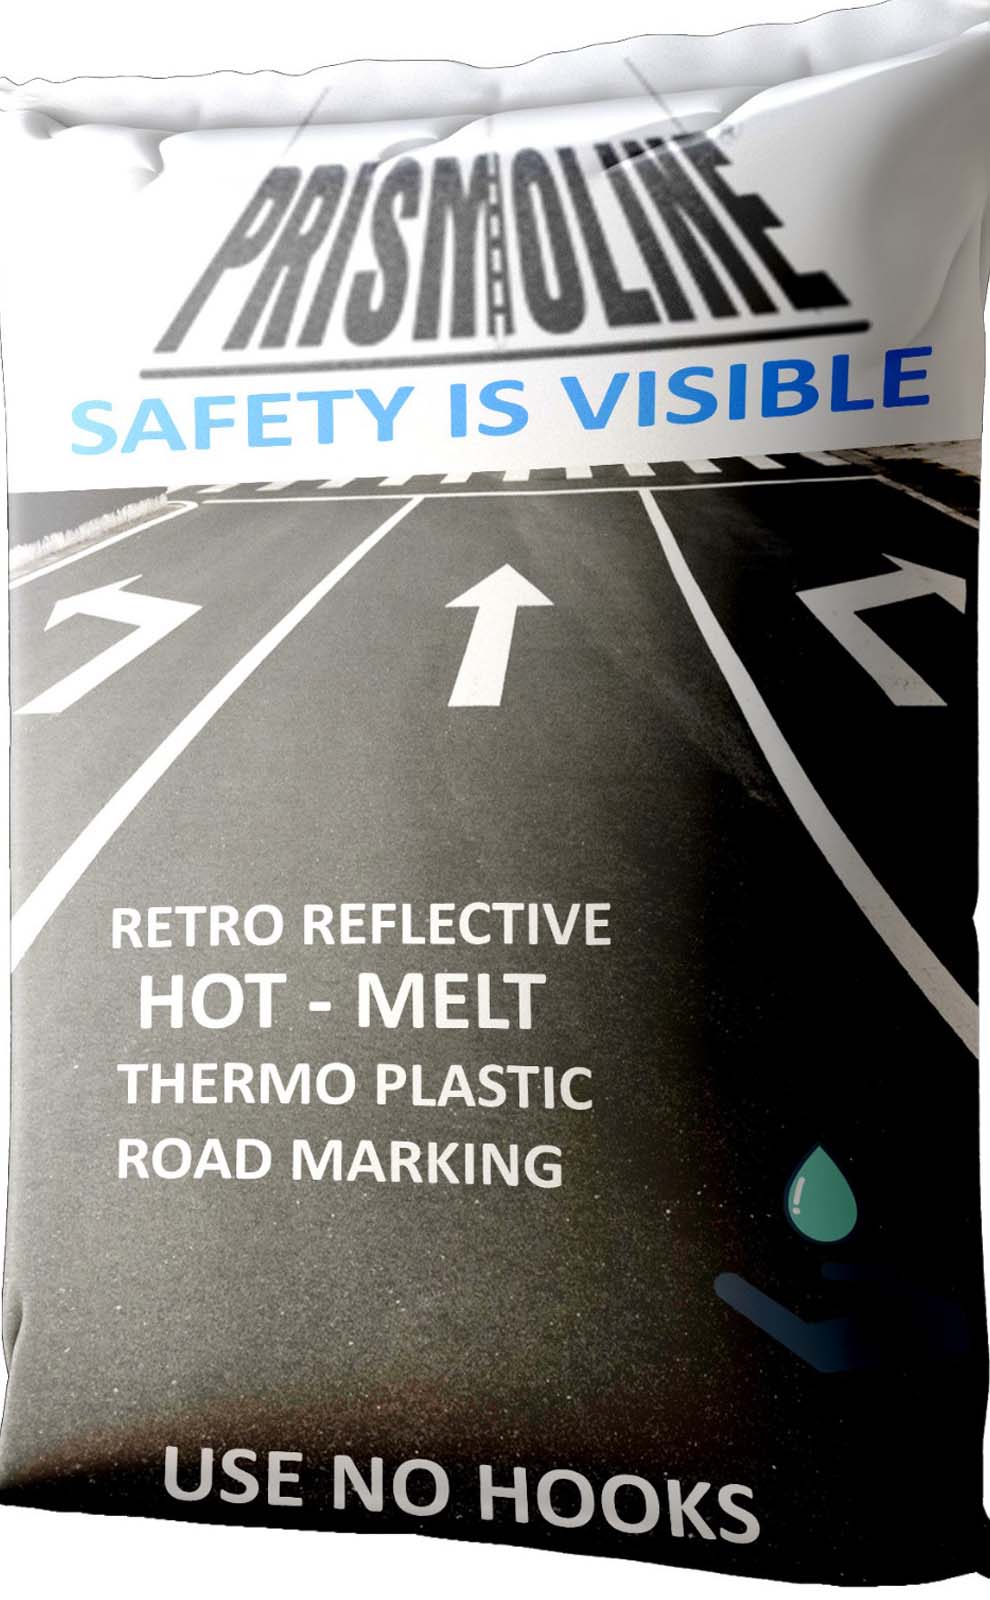 PRISMOLINE
SAFETY IS VISIBLE
RETRO REFLECTIVE
HOT - MELT
THERMO PLASTIC
ROAD MARKING
USE NO HOOKS